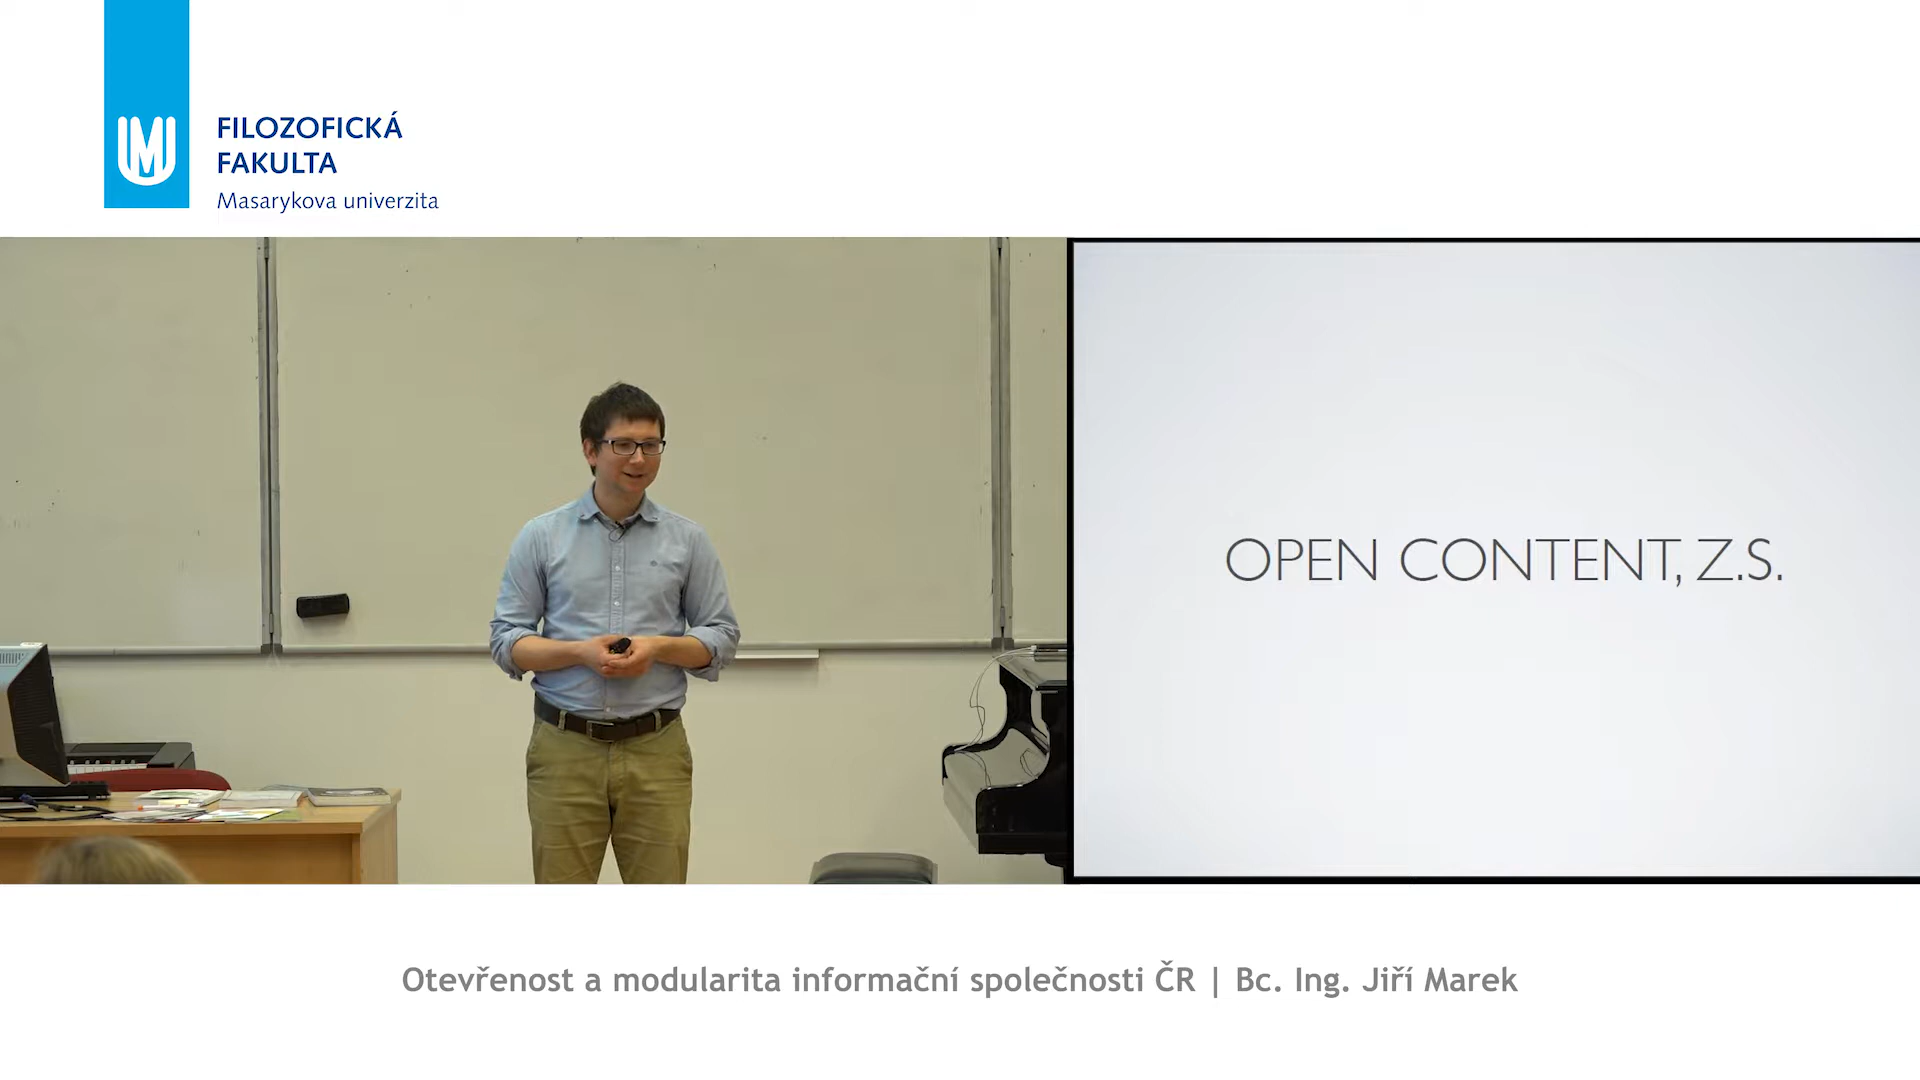 FILOZOFICKÁ
FAKULTA
Masarykova univerzita
OPEN CONTENT, Z.S.
Otevřenost a modularita informační společnosti ČR | Bc. Ing. Jiří Marek